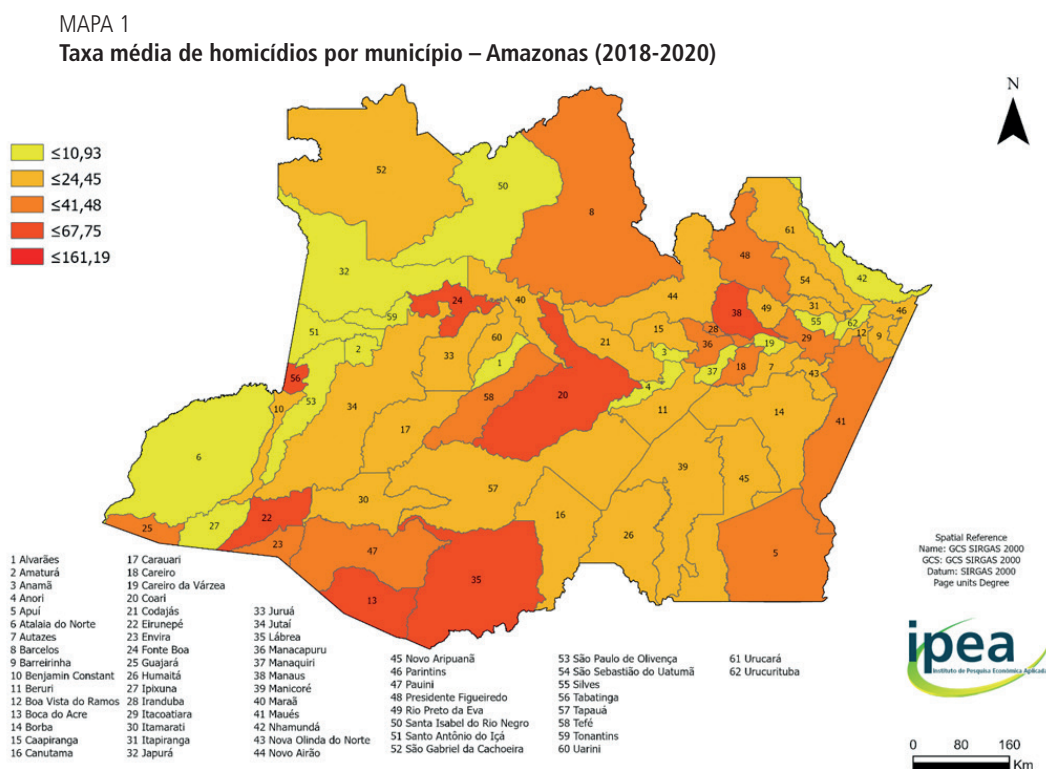 MAPA 1
Taxa média de homicídios por município – Amazonas (2018-2020)
N
≤10,93
≤24,45
≤41,48
≤67,75
≤161,19
52
50
8
61
48
42
32
54
44
24
40
59
38
49
31
46
55
62
51
15
28
12
9
60
21
19
29
2
33
36
3
1
7
56
37
18
43
20
4
53
10
58
34
11
14
41
17
6
39
45
57
30
16
22
26
25
27
23
47
5
35
13
Spatial Reference
Name: GCS SIRGAS 2000
GCS: GCS SIRGAS 2000
Datum: SIRGAS 2000
Page units Degree
1 Alvarães
2 Amaturá
3 Anamã
4 Anori
5 Apuí
6 Atalaia do Norte
7 Autazes
8 Barcelos
9 Barreirinha
10 Benjamin Constant
11 Beruri
12 Boa Vista do Ramos
13 Boca do Acre
14 Borba
15 Caapiranga
16 Canutama
17 Carauari
18 Careiro
19 Careiro da Várzea
20 Coari
21 Codajás
22 Eirunepé
23 Envira
24 Fonte Boa
25 Guajará
26 Humaitá
27 Ipixuna
28 Iranduba
29 Itacoatiara
30 Itamarati
31 Itapiranga
32 Japurá
33 Juruá
34 Jutaí
35 Lábrea
36 Manacapuru
37 Manaquiri
38 Manaus
39 Manicoré
40 Maraã
41 Maués
42 Nhamundá
43 Nova Olinda do Norte
44 Novo Airão
45 Novo Aripuanã
46 Parintins
47 Pauini
48 Presidente Figueiredo
49 Rio Preto da Eva
50 Santa Isabel do Rio Negro
51 Santo Antônio do Içá
52 São Gabriel da Cachoeira
53 São Paulo de Olivença
54 São Sebastião do Uatumã
55 Silves
56 Tabatinga
57 Tapauá
58 Tefé
59 Tonantins
60 Uarini
61 Urucará
62 Urucurituba
ipea
Instituto de Pesquisa Econômica Aplicada
0 80 160
Km